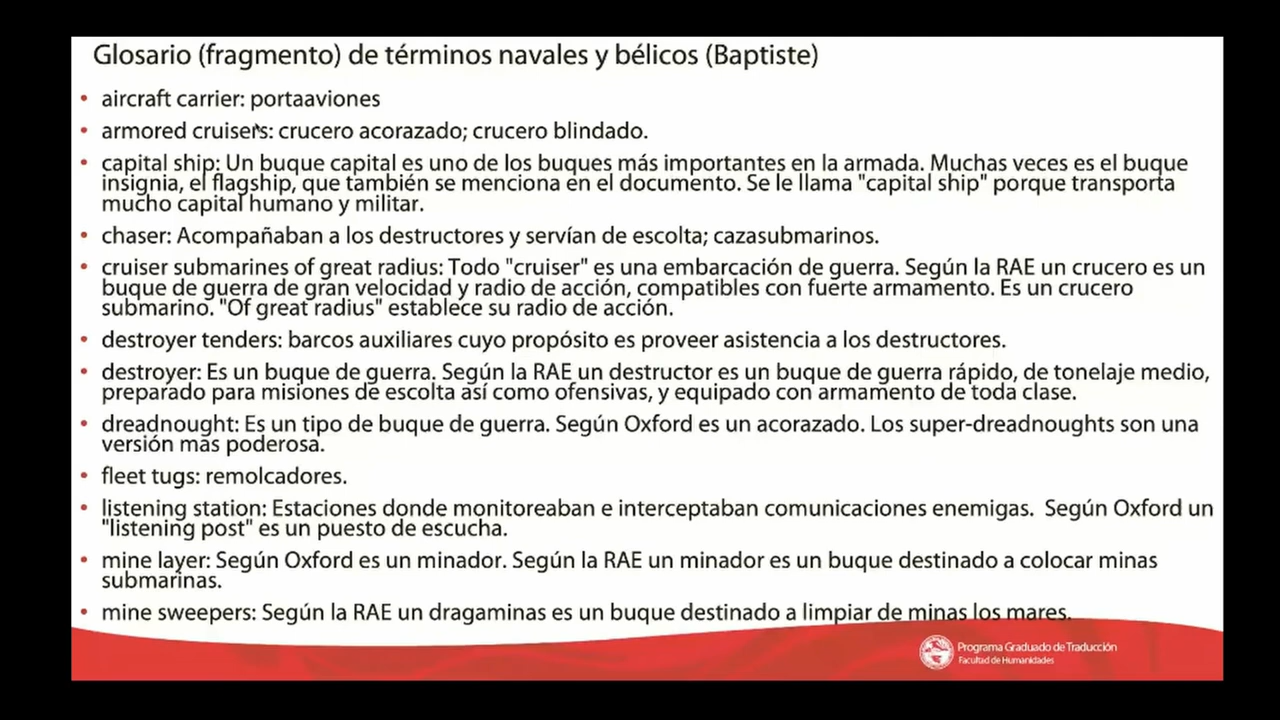 Glosario (fragmento) de términos navales y bélicos (Baptiste)
• aircraft carrier: portaaviones
• armored cruisers: crucero acorazado; crucero blindado.
• capital ship: Un buque capital es uno de los buques más importantes en la armada. Muchas veces es el buque
insignia, el flagship, que también se menciona en el documento. Se le llama "capital ship" porque transporta
mucho capital humano y militar.
• chaser: Acompañaban a los destructores y servían de escolta; cazasubmarinos.
• cruiser submarines of great radius: Todo "cruiser" es una embarcación de guerra. Según la RAE un crucero es un
buque de guerra de gran velocidad y radio de acción, compatibles con fuerte armamento. Es un crucero
submarino. "Of great radius" establece su radio de acción.
• destroyer tenders: barcos auxiliares cuyo propósito es proveer asistencia a los destructores.
• destroyer: Es un buque de guerra. Según la RAE un destructor es un buque de guerra rápido, de tonelaje medio,
preparado para misiones de escolta así como ofensivas, y equipado con armamento de toda clase.
• dreadnought: Es un tipo de buque de guerra. Según Oxford es un acorazado. Los super-dreadnoughts son una
versión más poderosa.
• fleet tugs: remolcadores.
• listening station: Estaciones donde monitoreaban e interceptaban comunicaciones enemigas. Según Oxford un
"listening post" es un puesto de escucha.
• mine layer: Según Oxford es un minador. Según la RAE un minador es un buque destinado a colocar minas
submarinas.
• mine sweepers: Según la RAE un dragaminas es un buque destinado a limpiar de minas los mares.
Programa Graduado de Traducción
Facultad de Humanidades